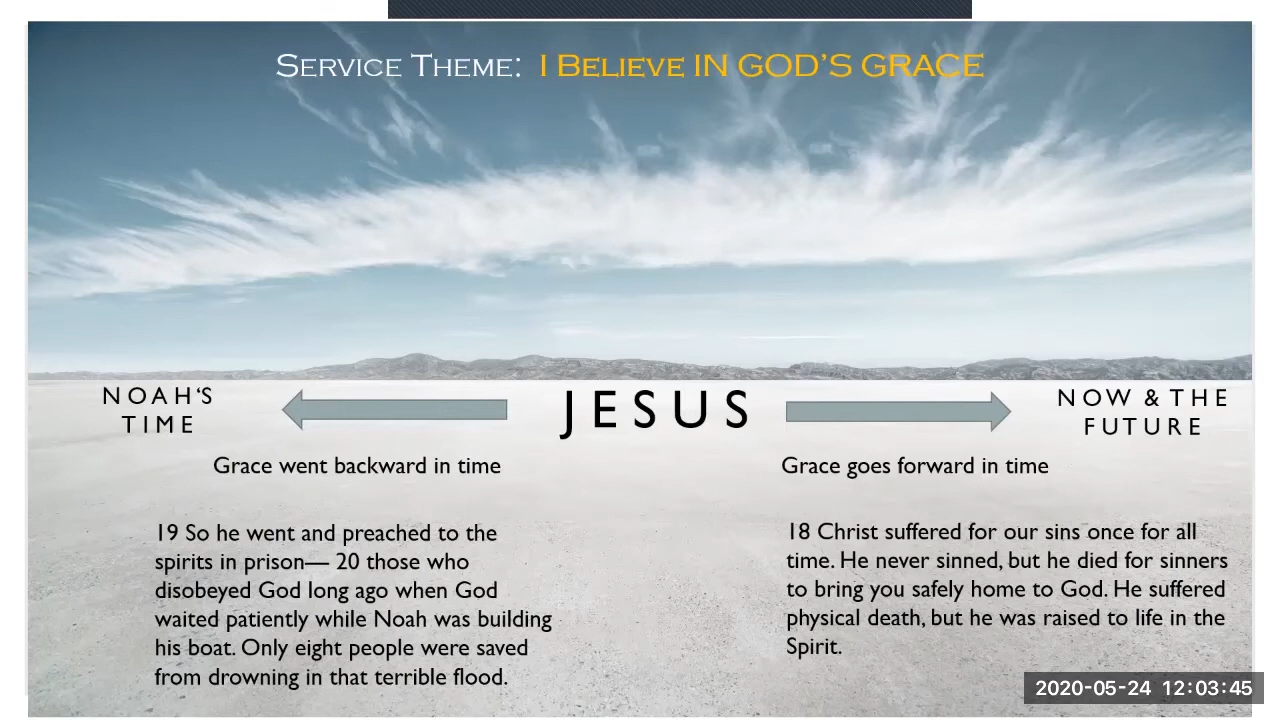 SERVICE THEME: I BELIEVE IN GOD'S GRACE
NOAH'S
TIME
JESUS
NOW & THE
FUTURE
Grace went backward in time
Grace goes forward in time
19 So he went and preached to the
spirits in prison— 20 those who
disobeyed God long ago when God
waited patiently while Noah was building
his boat. Only eight people were saved
from drowning in that terrible flood.
18 Christ suffered for our sins once for all
time. He never sinned, but he died for sinners
to bring you safely home to God. He suffered
physical death, but he was raised to life in the
Spirit.
2020-05-24 12:03:45